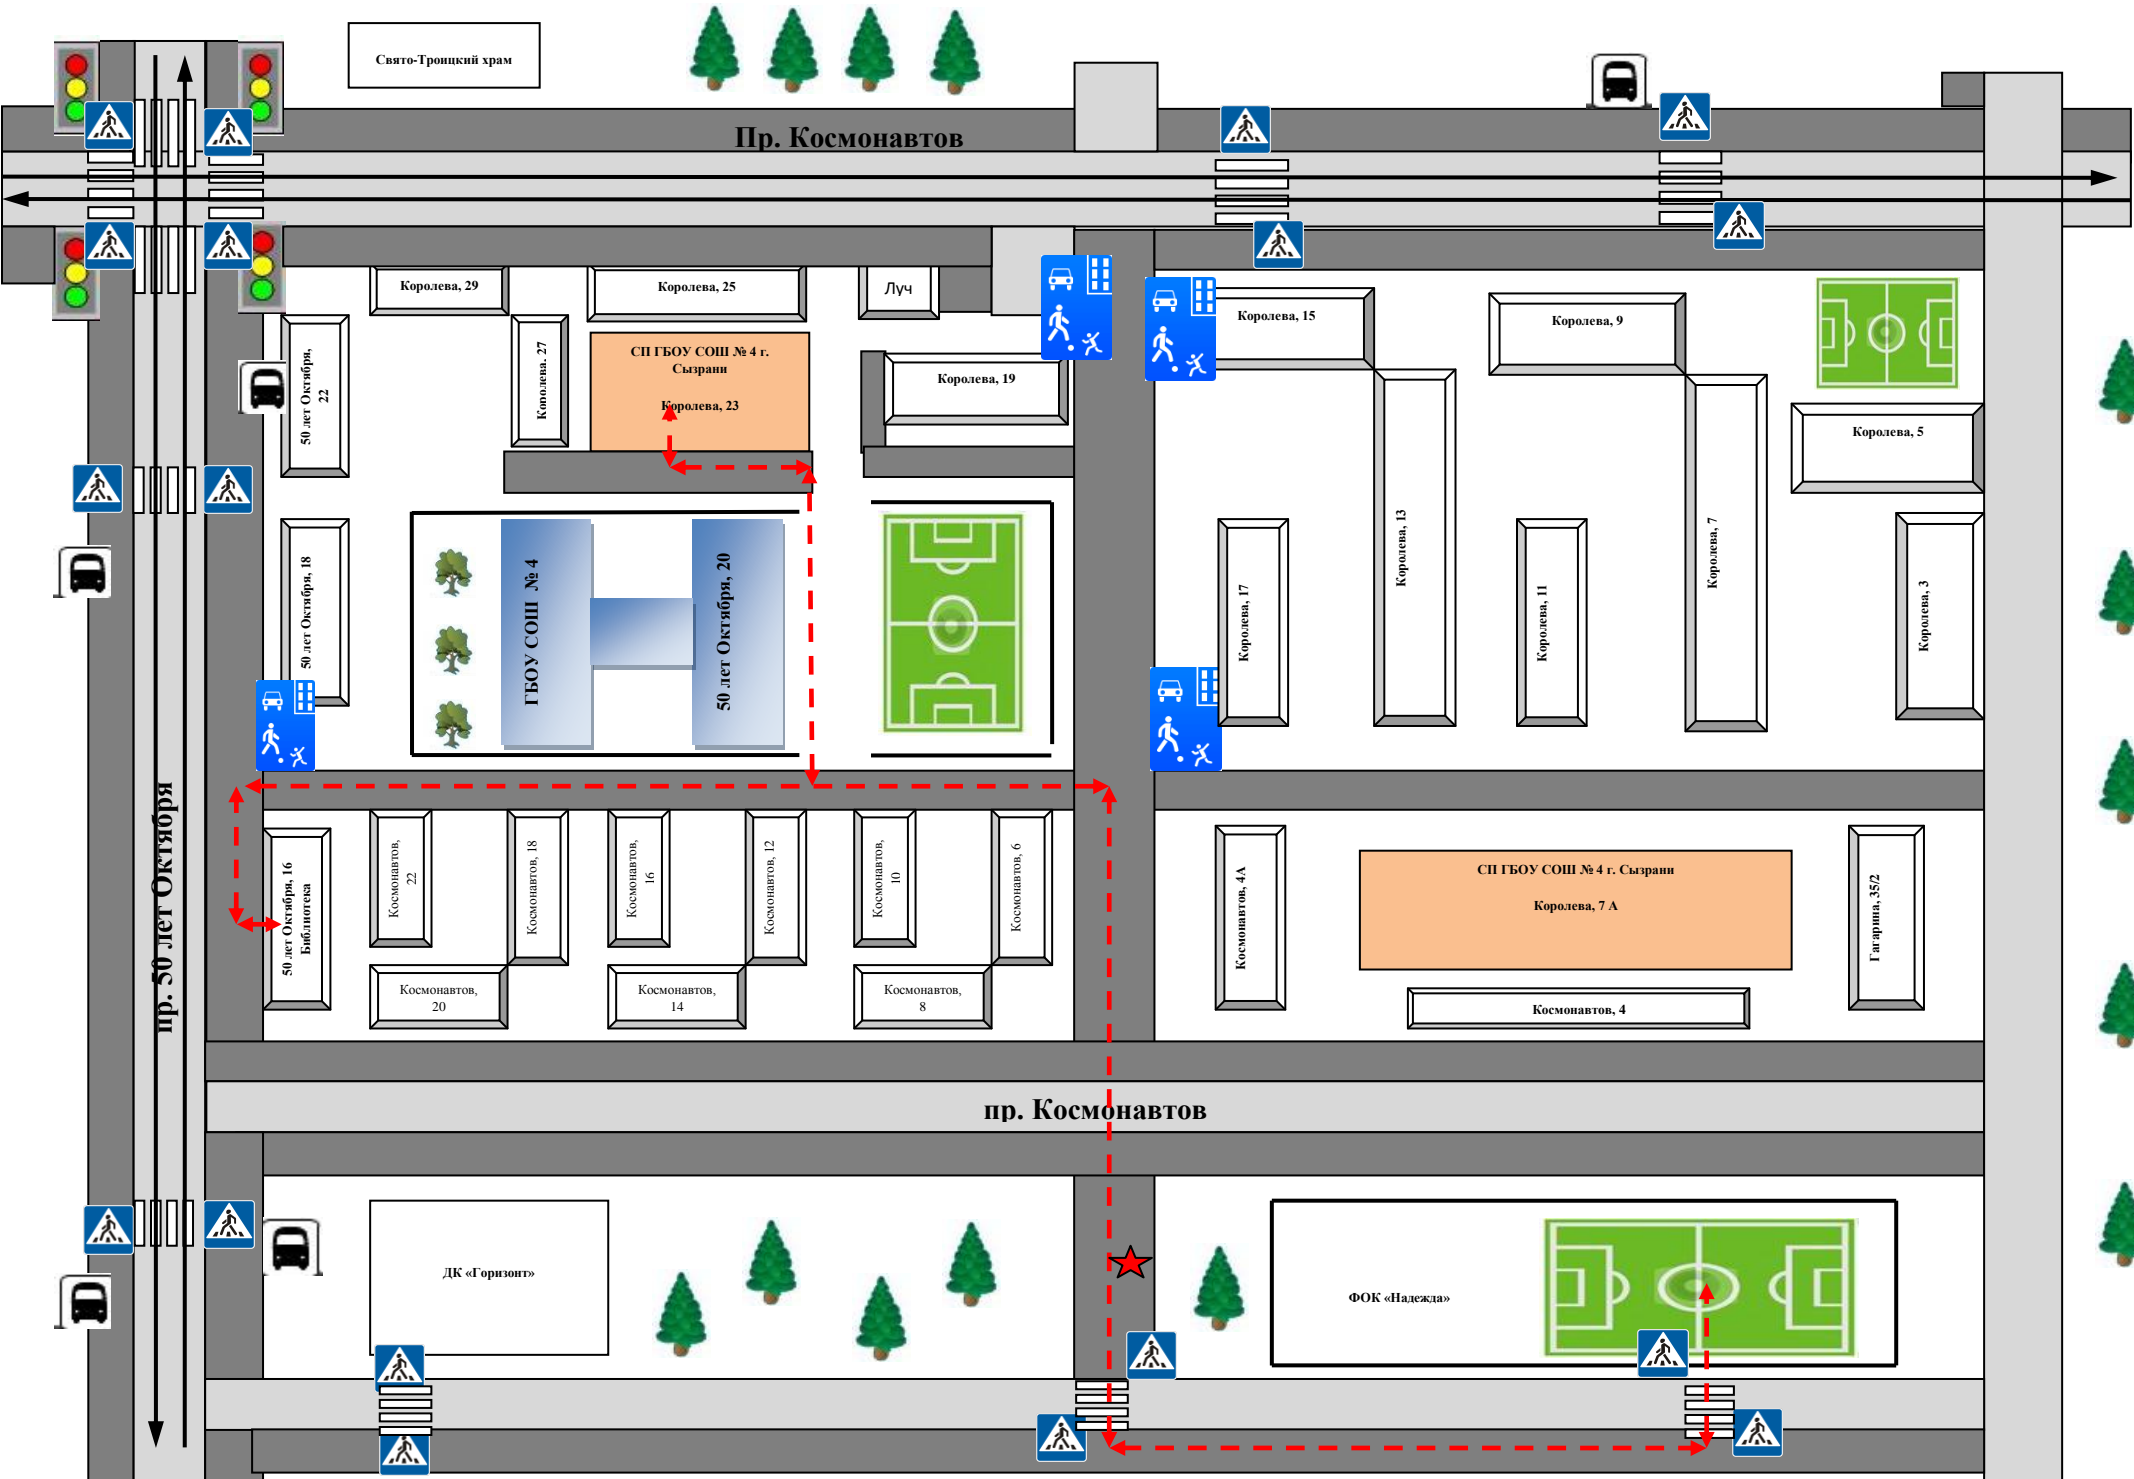 Свято-Троицкий храм
Пр. Космонавтов
Королева, 29
Королева, 25
Луч
Королева, 15
Королева, 9
50 лет Октября,
22
Королева. 27
СП ГБОУ СОШ № 4 г.
Сызрани
Королева, 23
Королева, 19
Королева, 5
50 лет Октября, 18
ГБОУ СОШ № 4
50 лет Октября, 20
Королева, 17
Королева, 13
Королева, 11
Королева, 7
Королева, 3
пр. 50 лет Октября
50 лет Октября, 16
Библиотека
Космонавтов,
22
Космонавтов, 18
Космонавтов,
16
Космонавтов, 12
Космонавтов,
10
Космонавтов, 6
Космонавтов, 4А
СП ГБОУ СОШ № 4 г. Сызрани
Королева, 7 А
Гагарина, 35/2
Космонавтов,
20
Космонавтов,
14
Космонавтов,
8
Космонавтов, 4
пр. Космонавтов
ДК «Горизонт»
ФОК «Надежда»